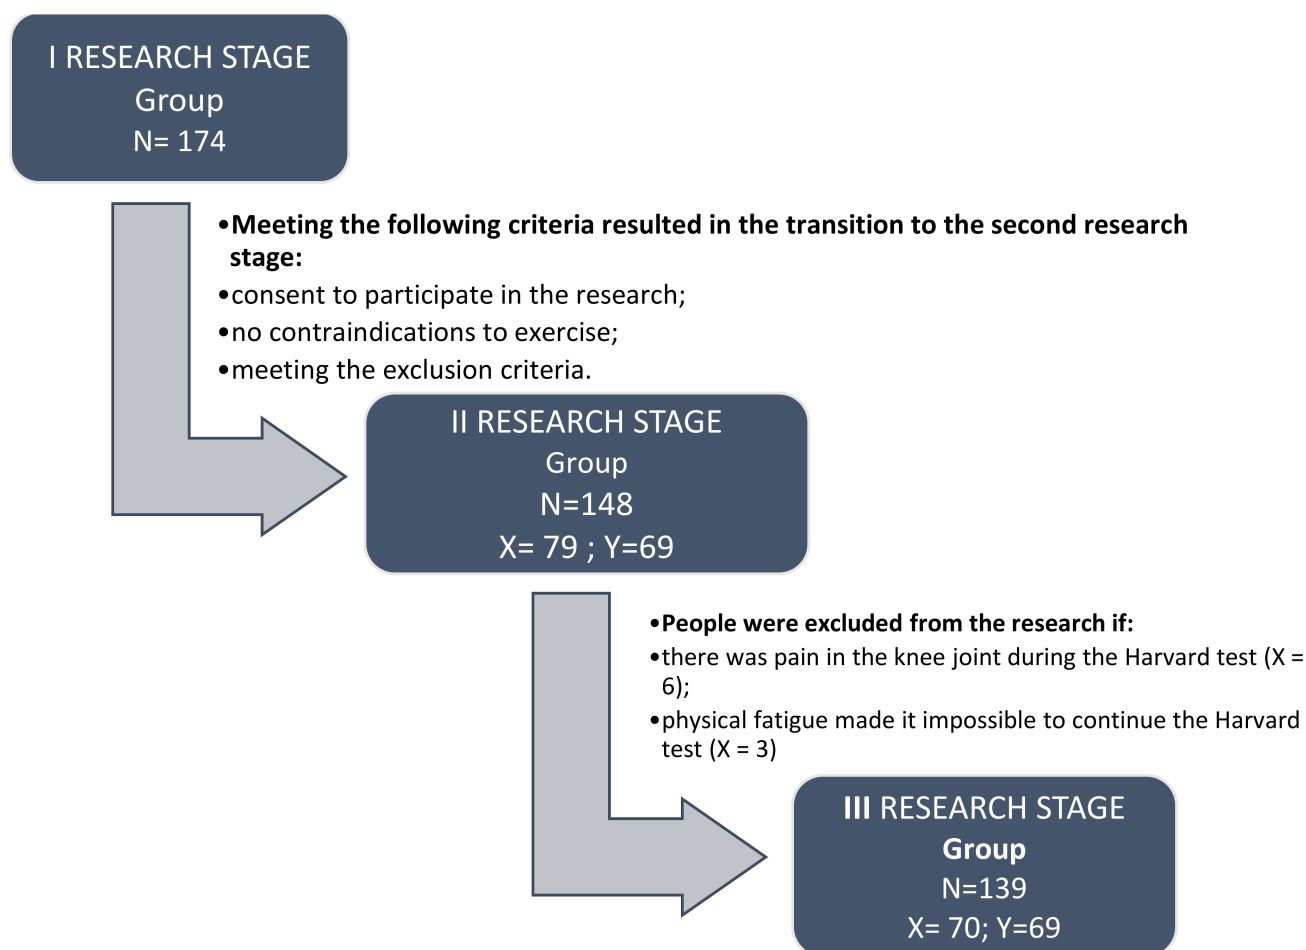 I RESEARCH STAGE
Group
N= 174
•Meeting the following criteria resulted in the transition to the second research
stage:
•consent to participate in the research;
•no contraindications to exercise;
•meeting the exclusion criteria.
II RESEARCH STAGE
Group
N=148
X= 79 ; Y=69
•People were excluded from the research if:
•there was pain in the knee joint during the Harvard test (X =
6);
•physical fatigue made it impossible to continue the Harvard
test (X = 3)
III RESEARCH STAGE
Group
N=139
X= 70; Y=69